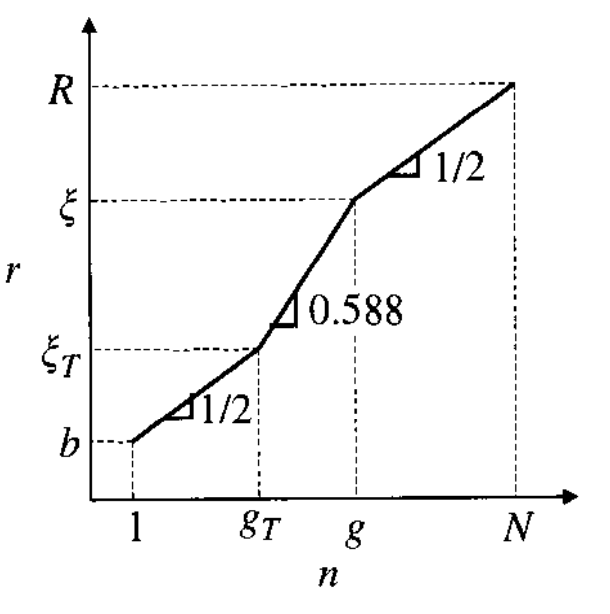 R
1/2
ξ
r
0.588
ξ_T
1/2
b
1 g_T g N
n